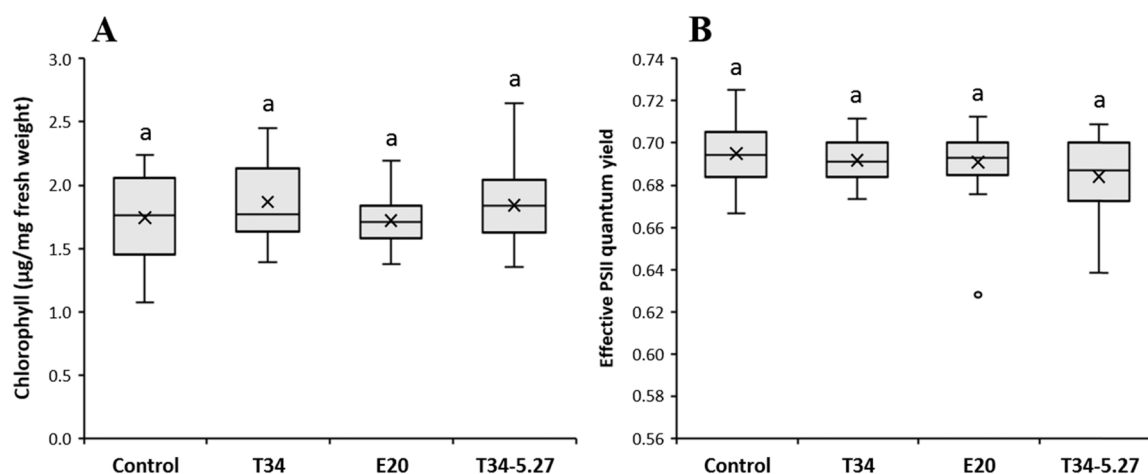 A
Chlorophyll (µg/mg fresh weight)
3.0
2.5
2.0
1.5
1.0
0.5
0.0
a
a
a
a
Control T34 E20 T34-5.27
B
Effective PSII quantum yield
0.74
0.72
0.70
0.68
0.66
0.64
0.62
0.60
0.58
0.56
a
a
a
a
Control T34 E20 T34-5.27